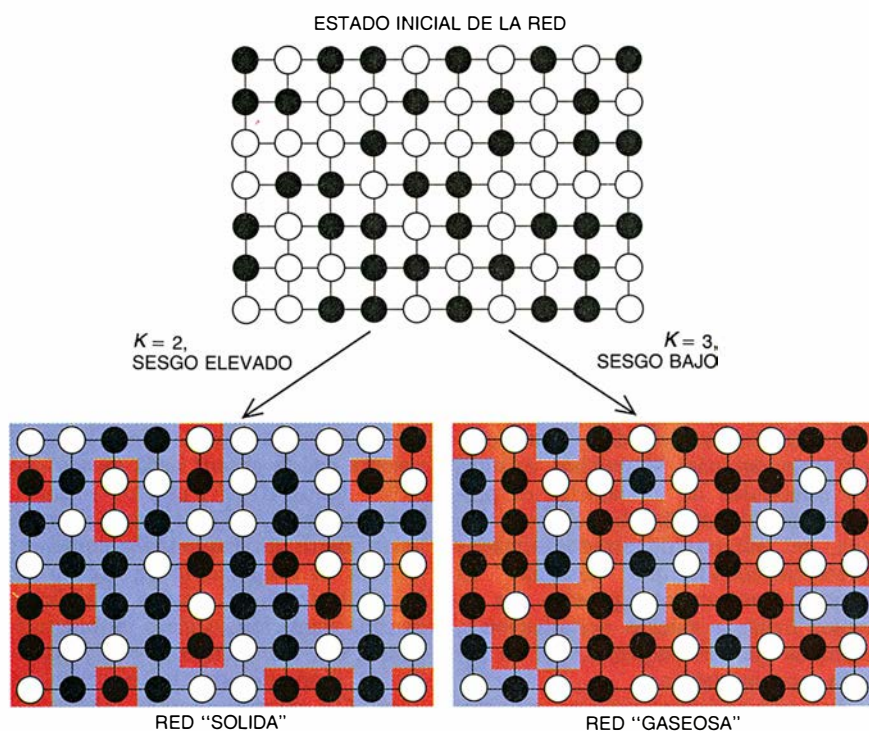 ESTADO INICIAL DE LA RED
K = 2,
SESGO ELEVADO
K = 3,
SESGO BAJO
RED "SOLIDA"
RED "GASEOSA"